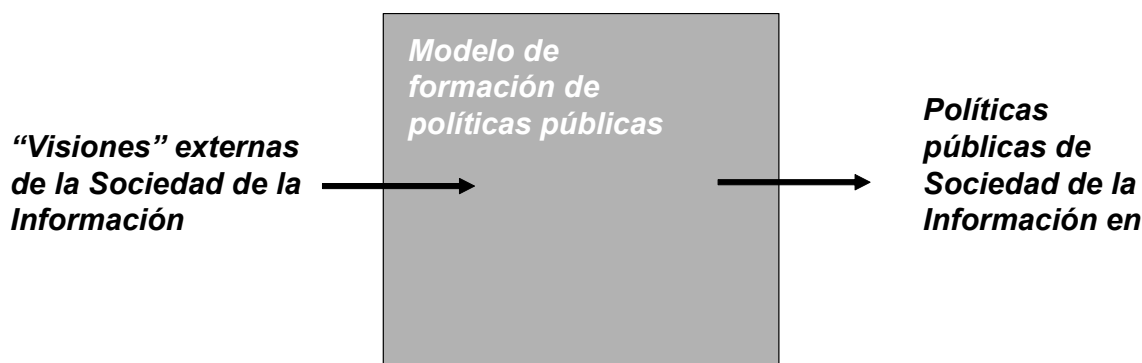 “Visiones” externas
de la Sociedad de la
Información
Modelo de
formación de
políticas públicas
Políticas
públicas de
Sociedad de la
Información en